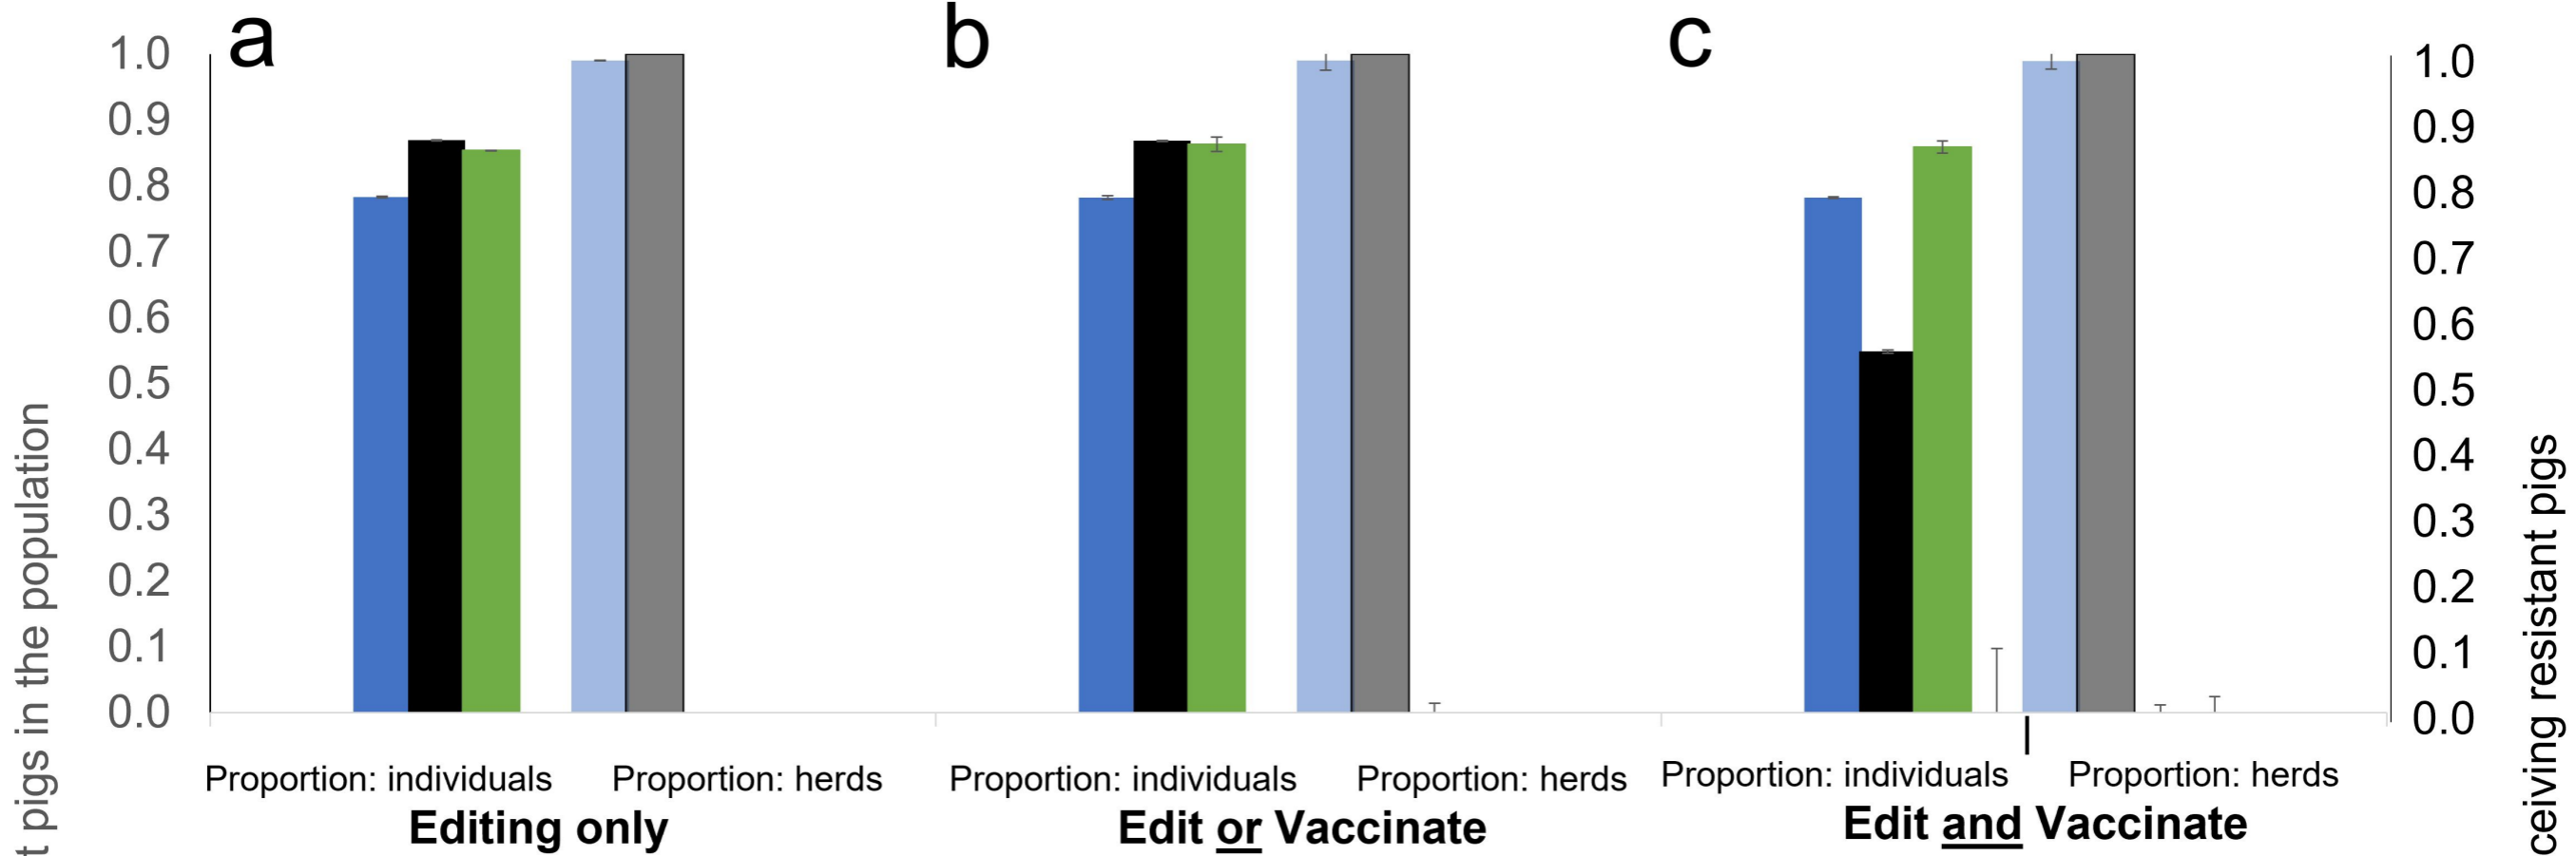 a
b
c
1.0
0.9
0.8
0.7
0.6
0.5
0.4
0.3
0.2
0.1
0.0
1.0
0.9
0.8
0.7
0.6
0.5
0.4
0.3
0.2
0.1
0.0
t pigs in the population
ceiving resistant pigs
Proportion: individuals
Proportion: herds
Proportion: individuals
Proportion: herds
Proportion: individuals
Proportion: herds
Editing only
Edit or Vaccinate
Edit and Vaccinate